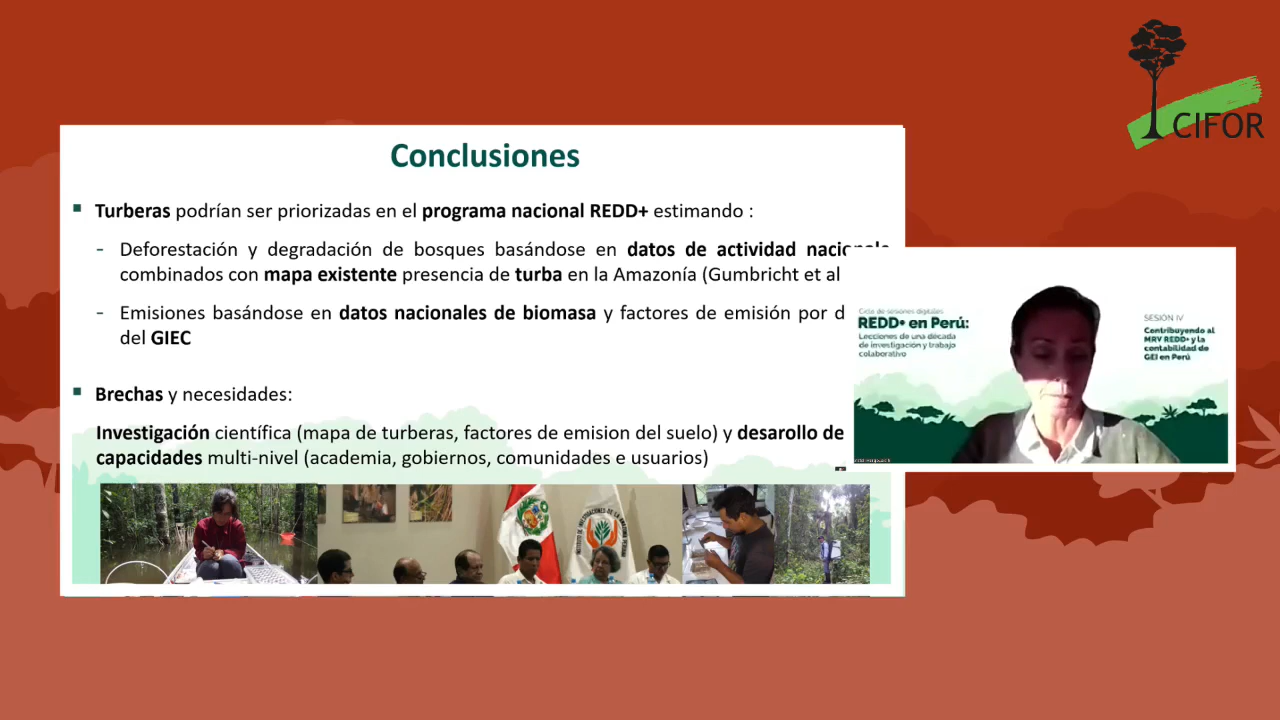 CIFOR
Conclusiones
Turberas podrían ser priorizadas en el programa nacional REDD+ estimando :
- Deforestación y degradación de bosques basándose en datos de actividad nacionale
combinados con mapa existente presencia de turba en la Amazonía (Gumbricht et al
- Emisiones basándose en datos nacionales de biomasa y factores de emisión por d
del GIEC
Brechas y necesidades:
Investigación científica (mapa de turberas, factores de emision del suelo) y desarollo de
capacidades multi-nivel (academia, gobiernos, comunidades e usuarios)
Ciclo de sesiones digitales
REDD+ en Perú:
Lecciones de una década
de investigación y trabajo
colaborativo
SESIÓN IV
Contribuyendo al
MRV REDD+ y la
contabilidad de
GEI en Perú